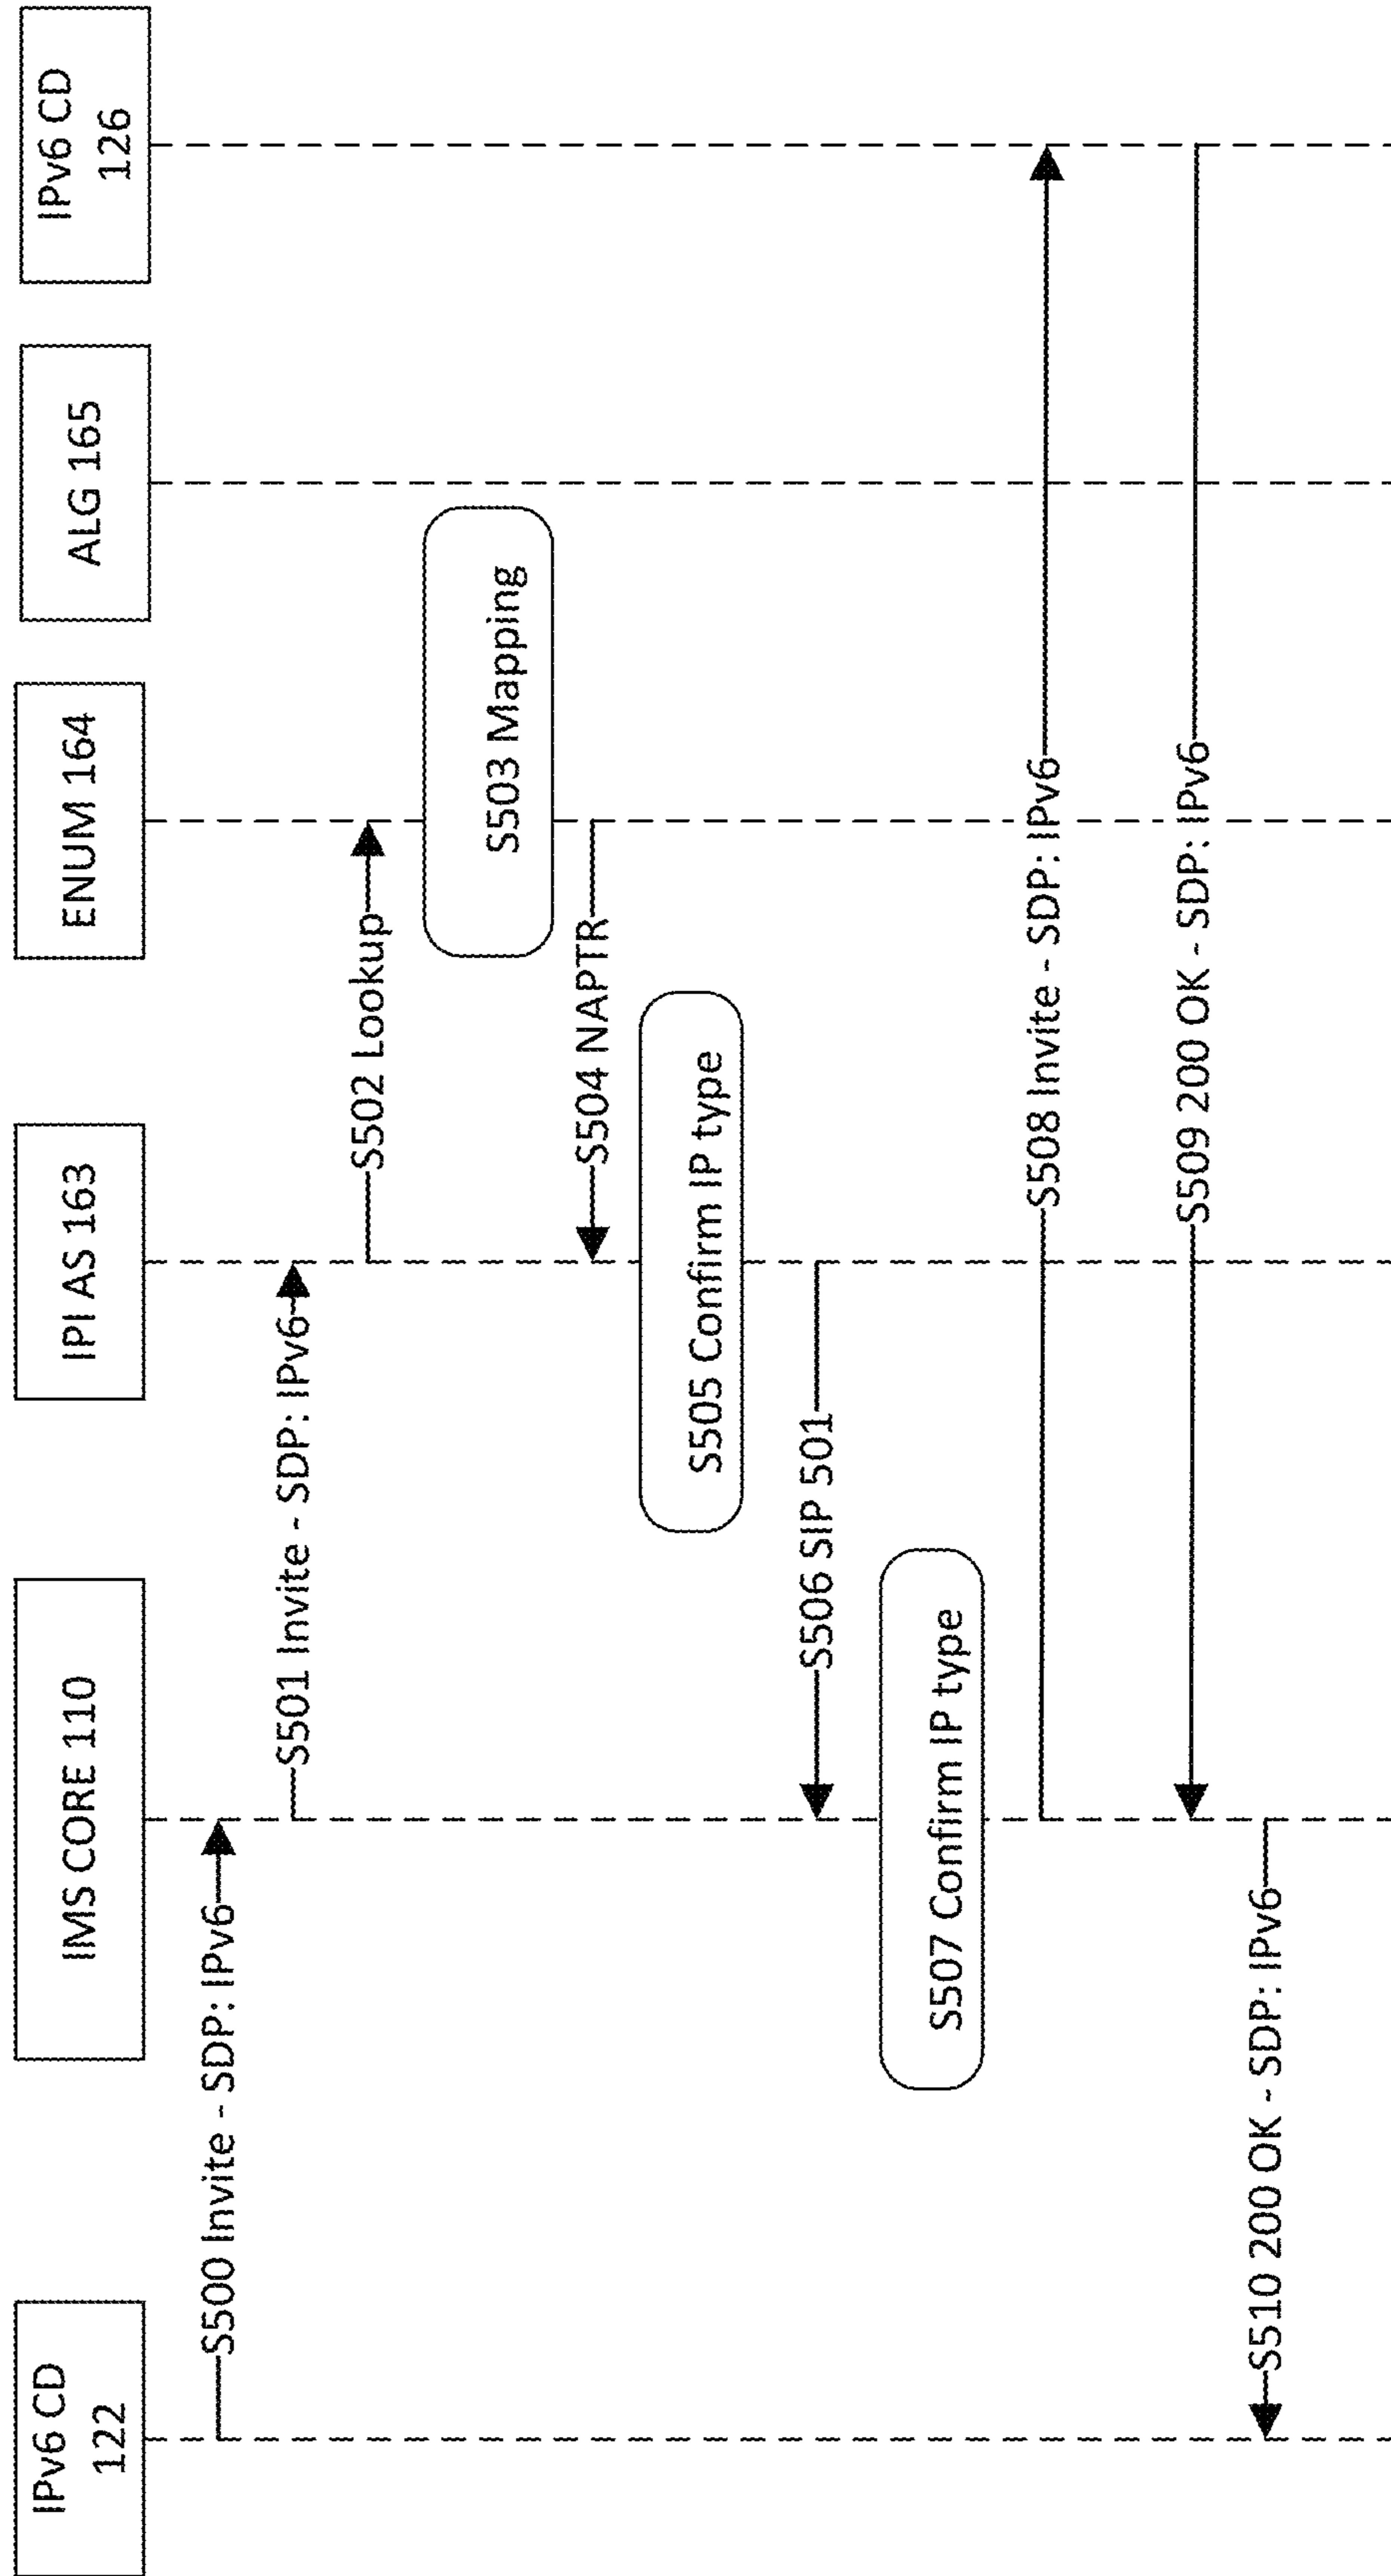 IPv6 CD
122
IMS CORE 110
IPI AS 163
ENUM 164
ALG 165
IPv6 CD
126
S500 Invite - SDP: IPv6
S501 Invite - SDP: IPv6
S502 Lookup
S503 Mapping
S504 NAPTR
S505 Confirm IP type
S506 SIP 501
S507 Confirm IP type
S508 Invite - SDP: IPv6
S509 200 OK - SDP: IPv6
S510 200 OK - SDP: IPv6